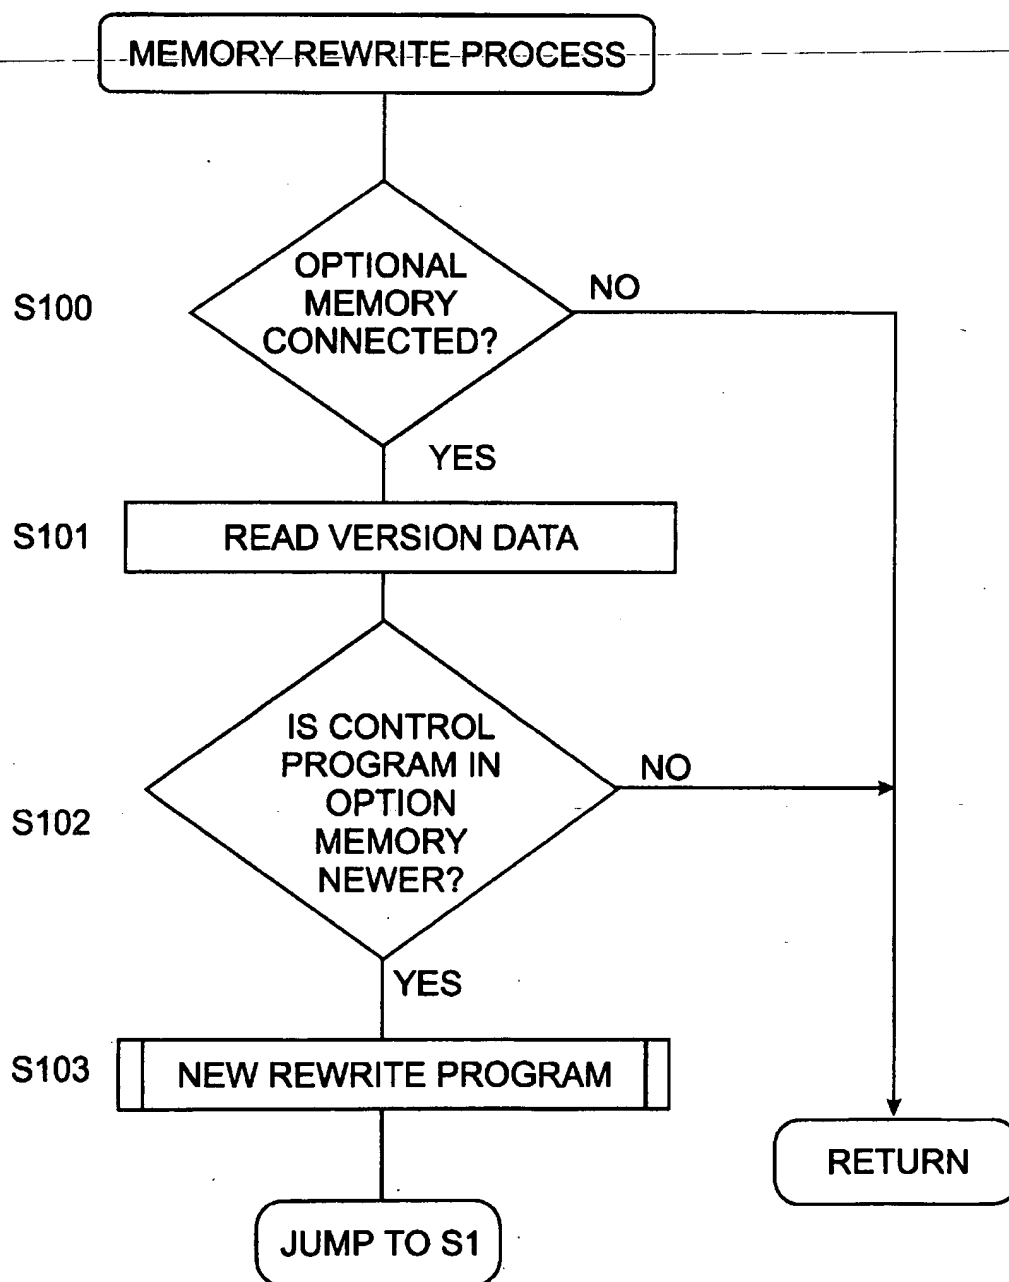 MEMORY REWRITE PROCESS
S100
OPTIONAL
MEMORY
CONNECTED?
NO
YES
S101
READ VERSION DATA
S102
IS CONTROL
PROGRAM IN
OPTION
MEMORY
NEWER?
NO
YES
S103
NEW REWRITE PROGRAM
RETURN
JUMP TO S1